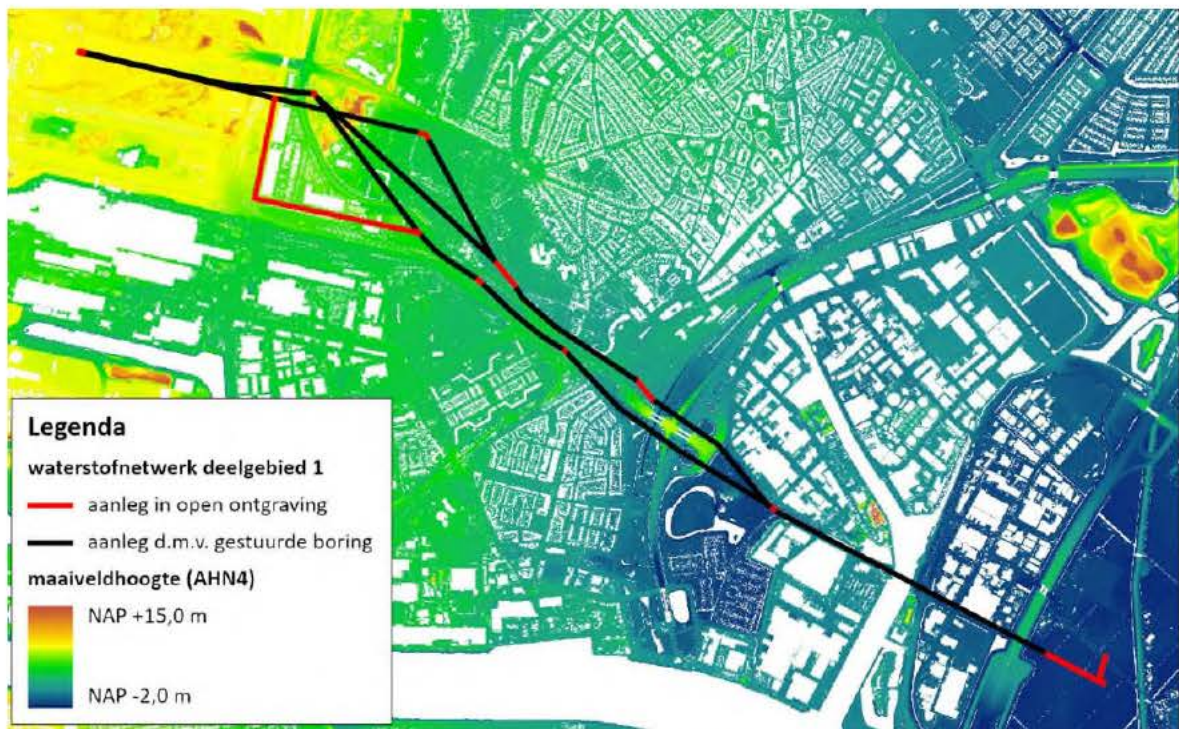 Legenda
waterstofnetwerk deelgebied 1
aanleg in open ontgraving
aanleg d.m.v. gestuurde boring
maaiveldhoogte (AHN4)
NAP +15,0 m
NAP -2,0 m